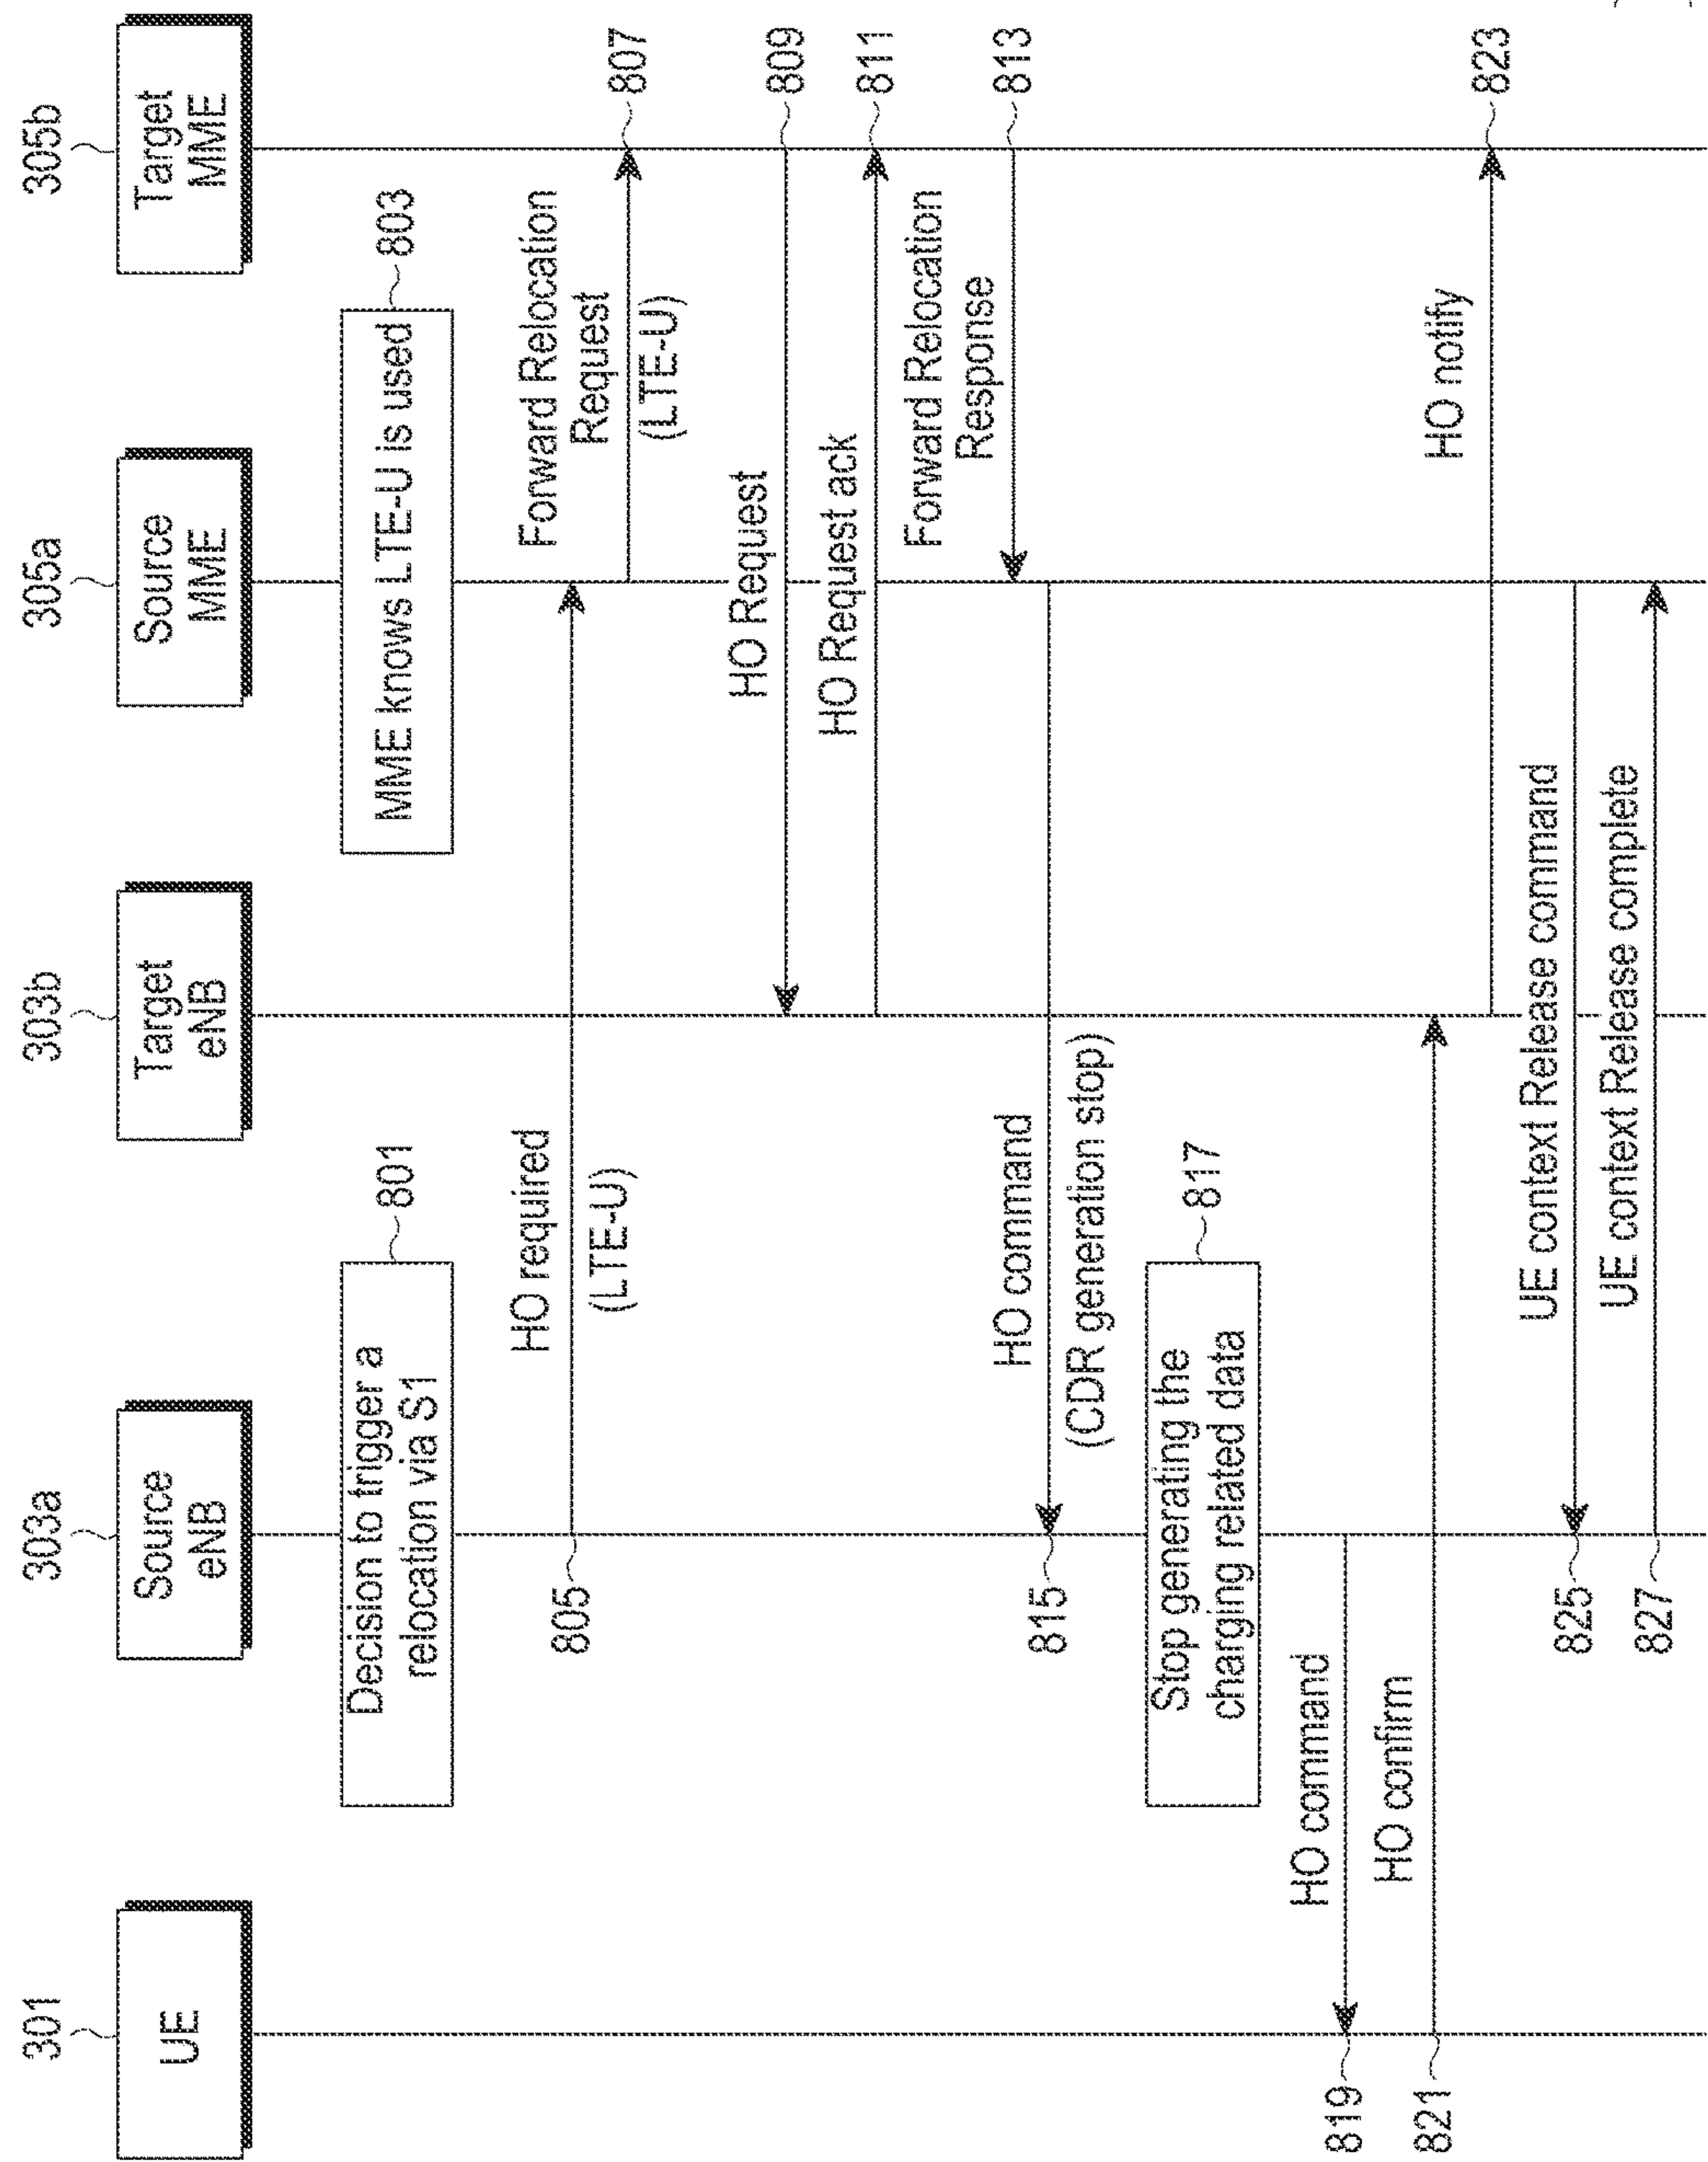 301
303a
303b
305a
305b
UE
Source
eNB
Target
eNB
Source
MME
Target
MME
Decision to trigger a
relocation via S1
801
MME knows LTE-U is used
803
805
HO required
(LTE-U)
Forward Relocation
Request
(LTE-U)
807
HO Request
809
HO Request ack
811
Forward Relocation
Response
813
815
HO command
(CDR generation stop)
Stop generating the
charging related data
817
819
HO command
821
HO confirm
HO notify
823
825
UE context Release command
827
UE context Release complete